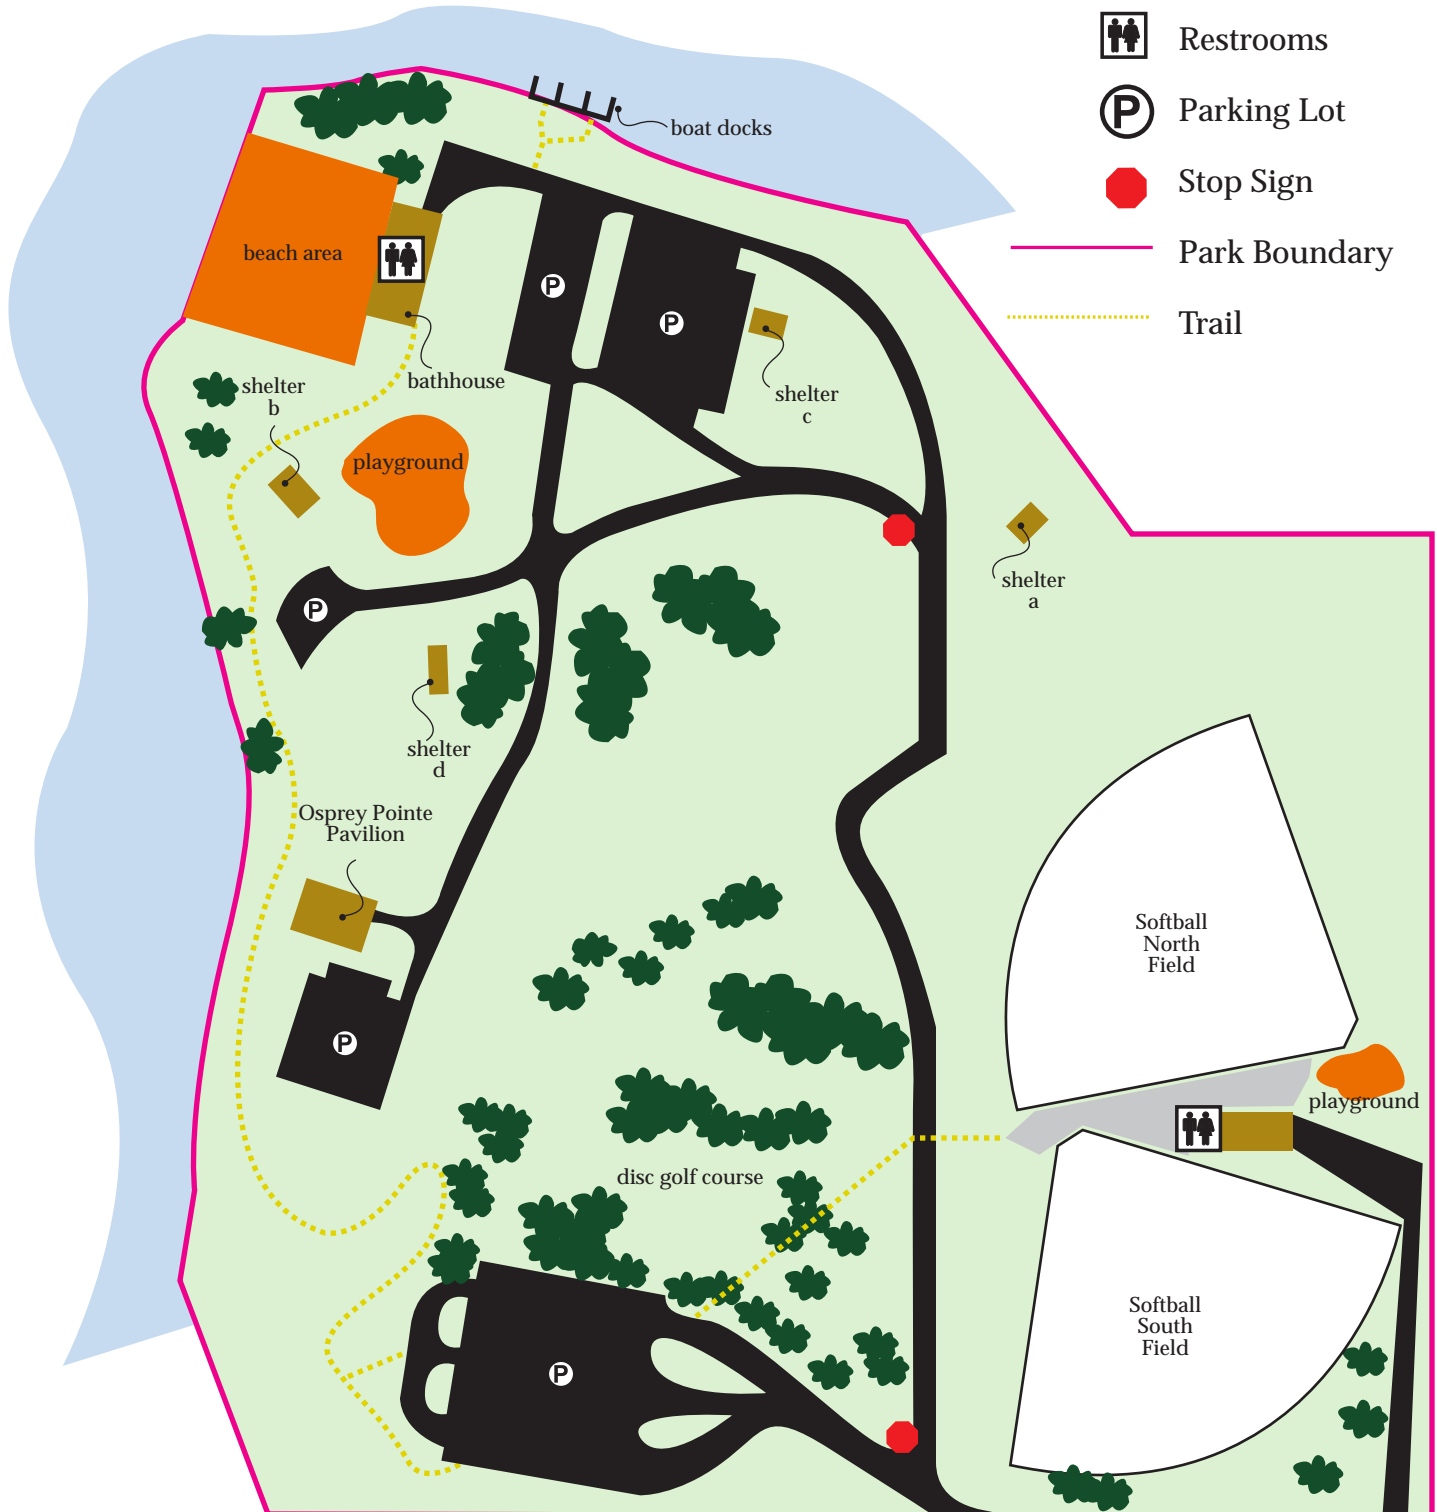 Restrooms
P
Parking Lot
Stop Sign
Park Boundary
Trail
boat docks
beach area
P
P
bathhouse
shelter
b
shelter
c
playground
shelter
a
P
shelter
d
Osprey Pointe
Pavilion
Softball
North
Field
P
playground
disc golf course
Softball
South
Field
P